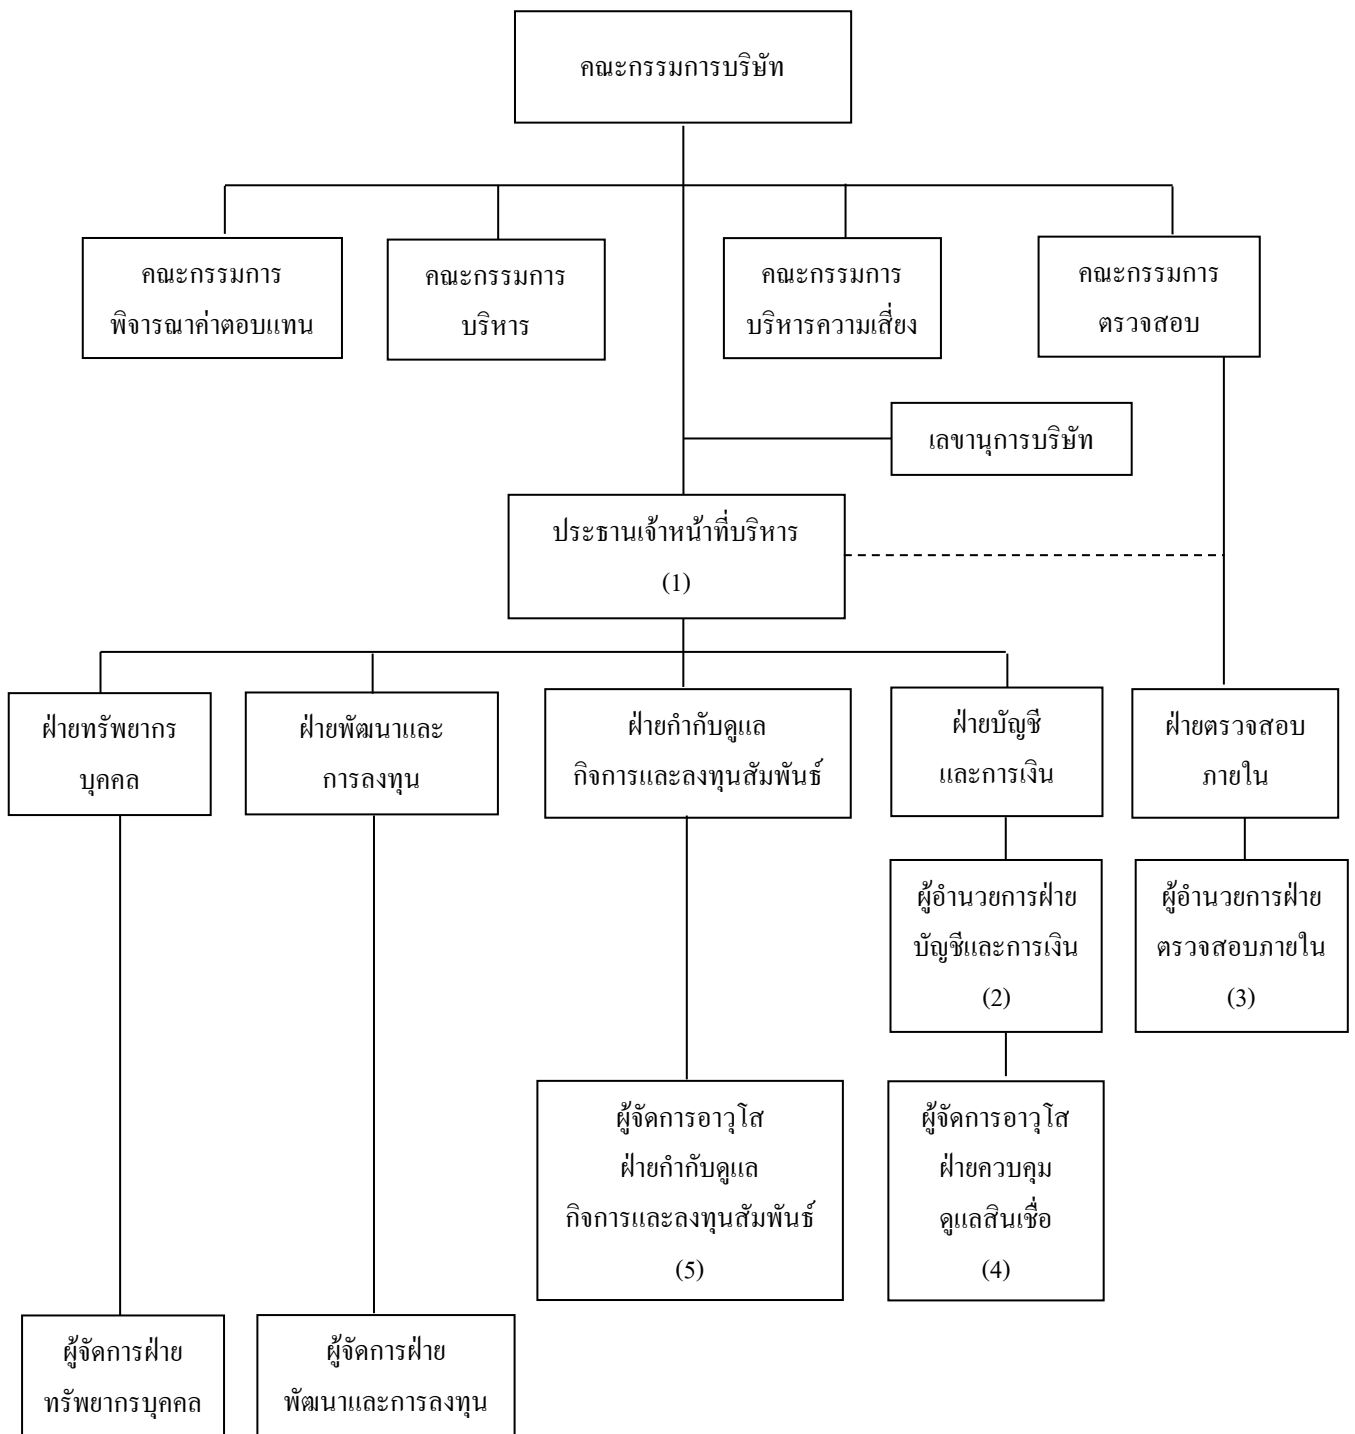 คณะกรรมการบริษัท
คณะกรรมการ
พิจารณาค่าตอบแทน
คณะกรรมการ
บริหาร
คณะกรรมการ
บริหารความเสี่ยง
คณะกรรมการ
ตรวจสอบ
เลขานุการบริษัท
ประธานเจ้าหน้าที่บริหาร
(1)
ฝ่ายทรัพยากร
บุคคล
ฝ่ายพัฒนาและ
การลงทุน
ฝ่ายกำกับดูแล
กิจการและลงทุนสัมพันธ์
ฝ่ายบัญชี
และการเงิน
ฝ่ายตรวจสอบ
ภายใน
ผู้อำนวยการฝ่าย
บัญชีและการเงิน
(2)
ผู้อำนวยการฝ่าย
ตรวจสอบภายใน
(3)
ผู้จัดการอาวุโส
ฝ่ายกำกับดูแล
กิจการและลงทุนสัมพันธ์
(5)
ผู้จัดการอาวุโส
ฝ่ายควบคุม
ดูแลสินเชื่อ
(4)
ผู้จัดการฝ่าย
ทรัพยากรบุคคล
ผู้จัดการฝ่าย
พัฒนาและการลงทุน